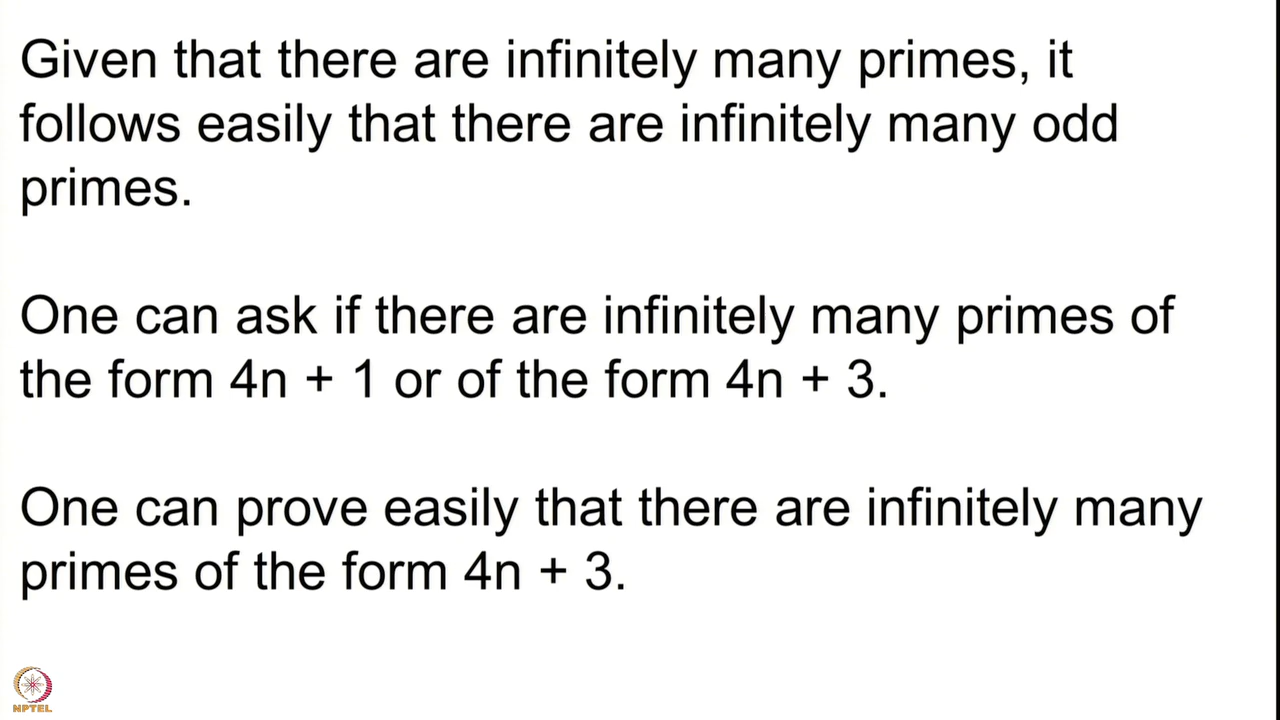 Given that there are infinitely many primes, it
follows easily that there are infinitely many odd
primes.
One can ask if there are infinitely many primes of
the form 4n + 1 or of the form 4n + 3.
One can prove easily that there are infinitely many
primes of the form 4n + 3.
NPTEL